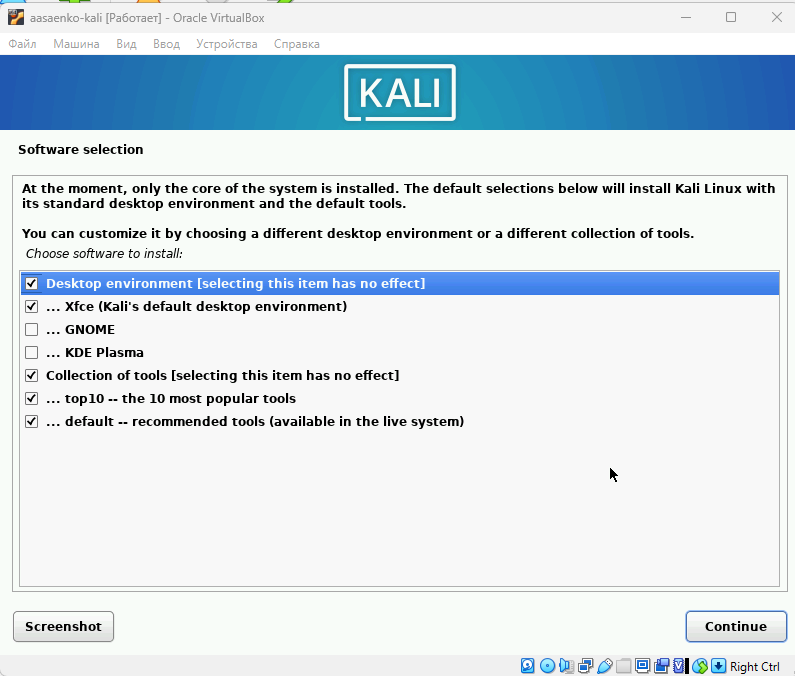 aasaenko-kali [Работает] - Oracle VirtualBox
Файл Машина Вид Ввод Устройства Справка
KALI
Software selection
At the moment, only the core of the system is installed. The default selections below will install Kali Linux with
its standard desktop environment and the default tools.
You can customize it by choosing a different desktop environment or a different collection of tools.
Choose software to install:
Desktop environment [selecting this item has no effect]
... Xfce (Kali's default desktop environment)
... GNOME
... KDE Plasma
Collection of tools [selecting this item has no effect]
... top10 -- the 10 most popular tools
... default -- recommended tools (available in the live system)
Screenshot
Continue
Right Ctrl